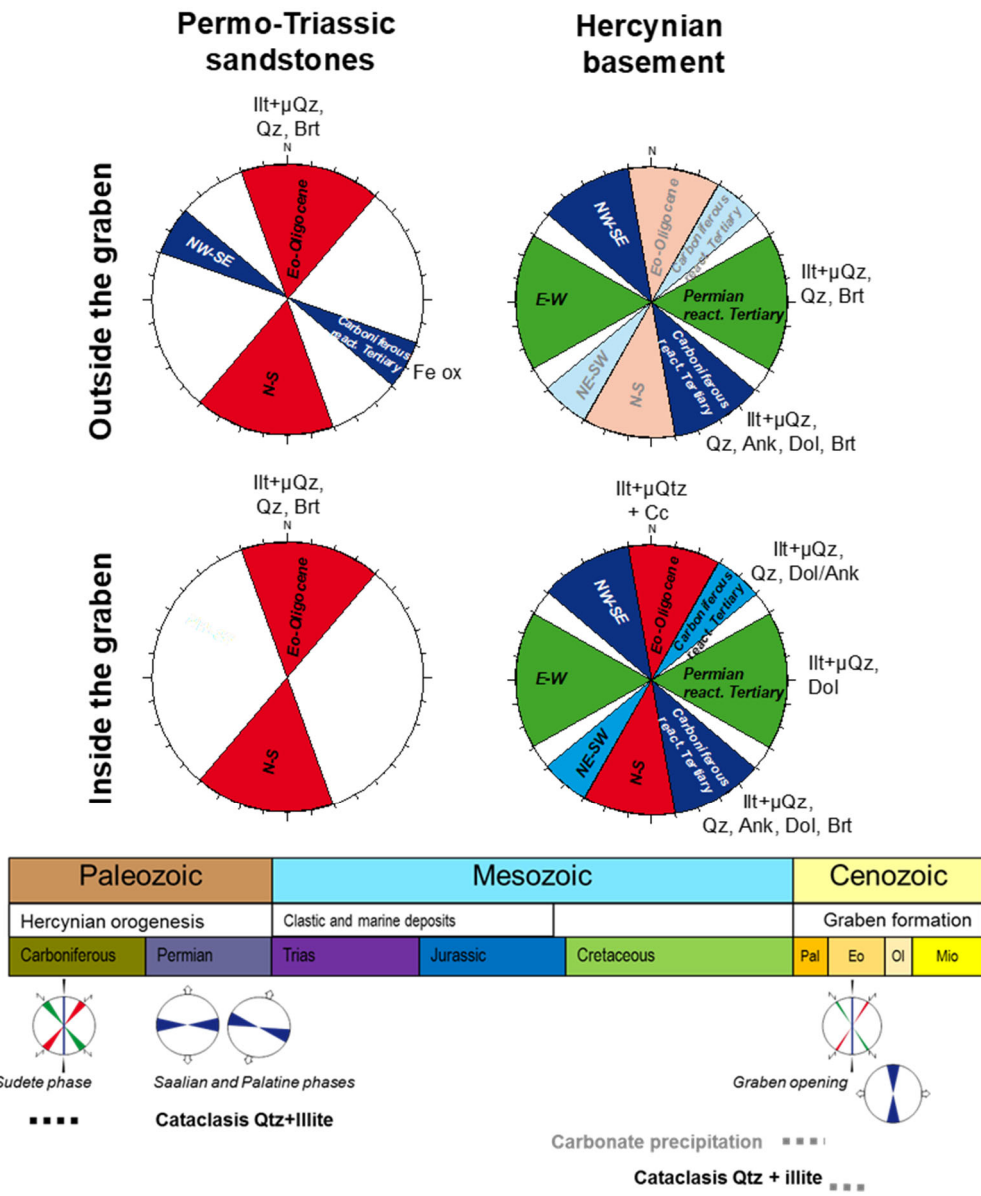 Permo-Triassic
sandstones
Hercynian
basement
Outside the graben
Ilt+µQz,
Qz, Brt
N
Eo-Oligocene
NW-SE
Carboniferous
react. Tertiary
N-S
Fe ox
N
NW-SE
Eo-Oligocene
Carboniferous
react. Tertiary
E-W
Permian
react. Tertiary
NE-SW
N-S
Carboniferous
react. Tertiary
Ilt+µQz,
Qz, Brt
Ilt+µQz,
Qz, Ank, Dol, Brt
Inside the graben
Ilt+µQz,
Qz, Brt
N
Eo-Oligocene
N-S
Ilt+µQtz
+ Cc
N
Ilt+µQz,
Qz, Dol/Ank
NW-SE
Eo-Oligocene
Carboniferous
react. Tertiary
E-W
Permian
react. Tertiary
Ilt+µQz,
Dol
NE-SW
N-S
Carboniferous
react. Tertiary
Ilt+µQz,
Qz, Ank, Dol, Brt
Paleozoic
Mesozoic
Cenozoic
Hercynian orogenesis
Clastic and marine deposits
Graben formation
Carboniferous
Permian
Trias
Jurassic
Cretaceous
Pal
Eo
Ol
Mio
Sudete phase
Saalian and Palatine phases
Graben opening
Cataclasis Qtz+Illite
Carbonate precipitation
Cataclasis Qtz + illite